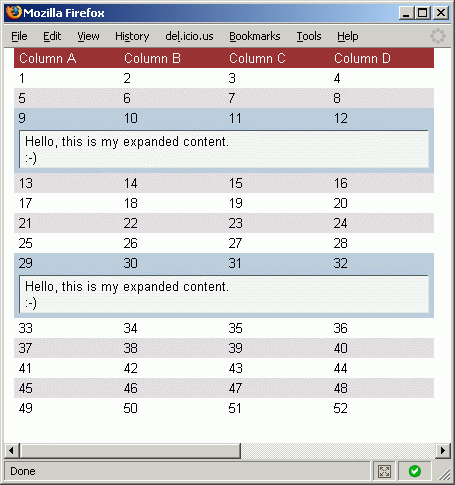 Mozilla Firefox
File Edit View History del.icio.us Bookmarks Tools Help
Column A Column B Column C Column D
1 2 3 4
5 6 7 8
9 10 11 12
Hello, this is my expanded content.
:-)
13 14 15 16
17 18 19 20
21 22 23 24
25 26 27 28
29 30 31 32
Hello, this is my expanded content.
:-)
33 34 35 36
37 38 39 40
41 42 43 44
45 46 47 48
49 50 51 52
Done